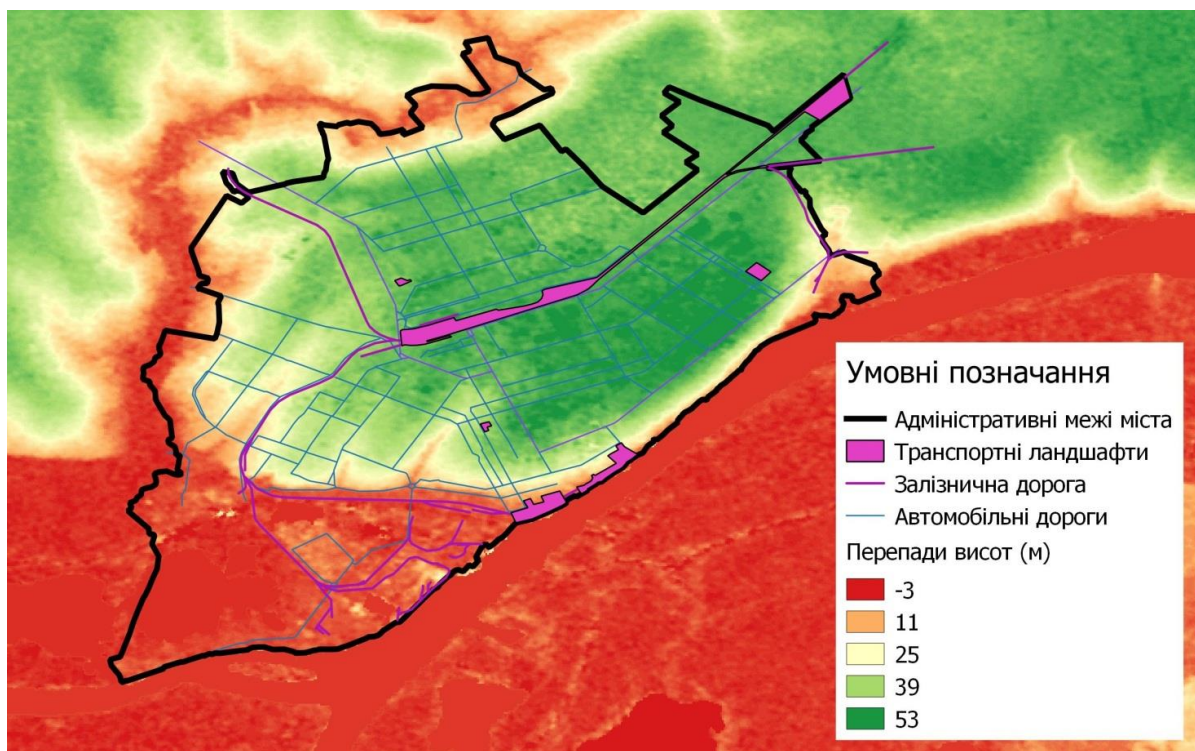 Умовні позначання
Адміністративні межі міста
Транспортні ландшафти
Залізнична дорога
Автомобільні дороги
Перепади висот (м)
-3
11
25
39
53